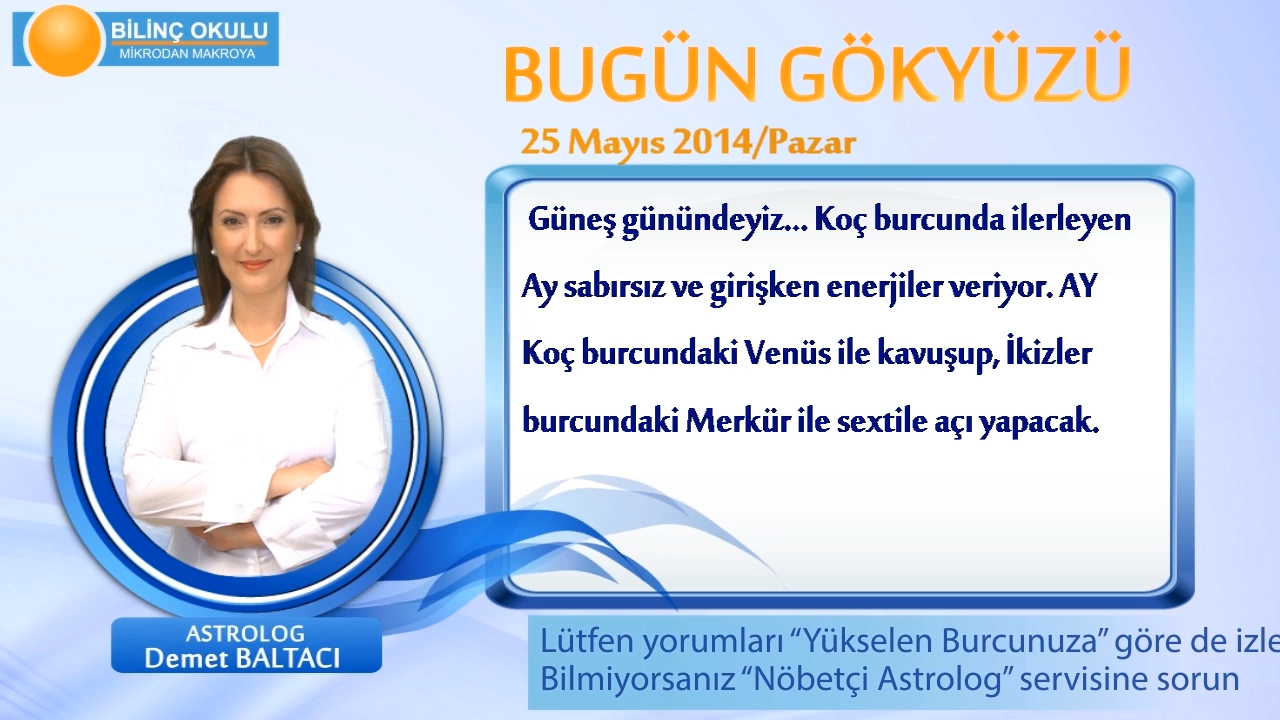 BİLİNÇ OKULU
MİKRODAN MAKROYA
BUGÜN GÖKYÜZÜ
25 Mayıs 2014/Pazar
Güneş günündeyiz... Koç burcunda ilerleyen
Ay sabırsız ve girişken enerjiler veriyor. AY
Koç burcundaki Venüs ile kavuşup, İkizler
burcundaki Merkür ile sextile açı yapacak.
ASTROLOG
Demet BALTACI
Lütfen yorumları “Yükselen Burcunuza” göre de izle
Bilmiyorsanız “Nöbetçi Astrolog” servisine sorun